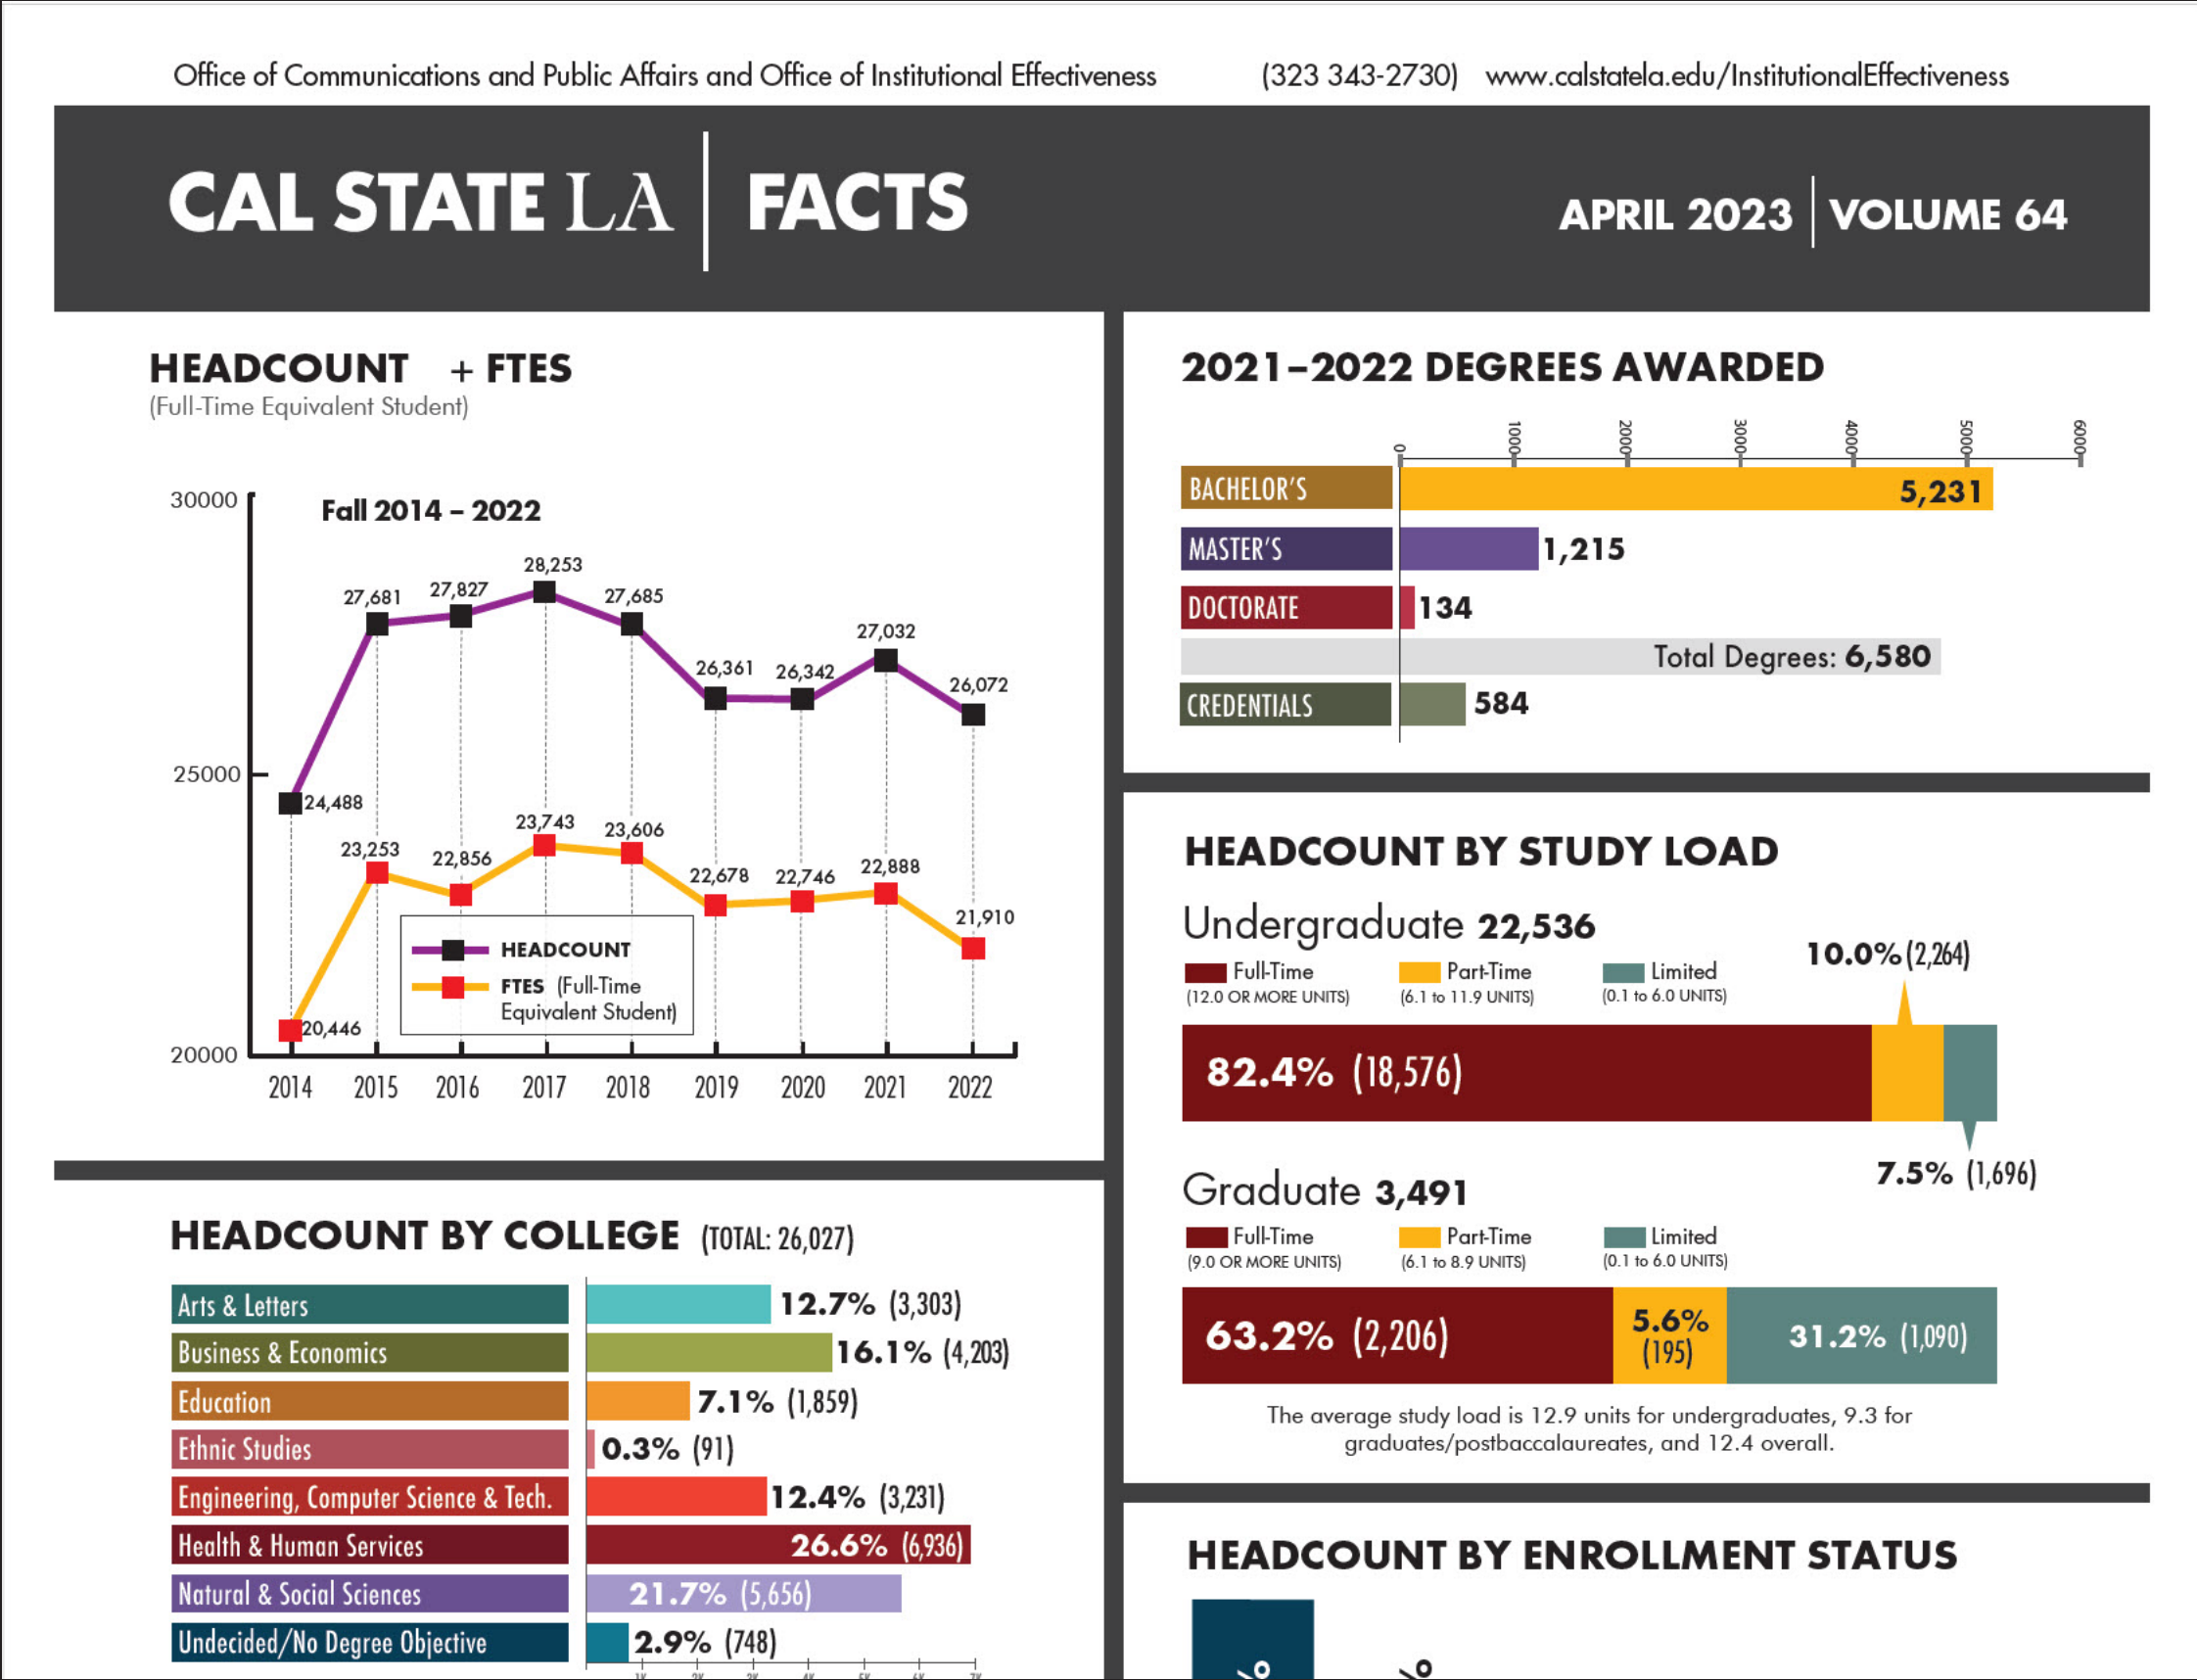 Office of Communications and Public Affairs and Office of Institutional Effectiveness (323 343-2730) www.calstatela.edu/InstitutionalEffectiveness
CAL STATE LA | FACTS
APRIL 2023 | VOLUME 64
HEADCOUNT + FTES
(Full-Time Equivalent Student)
Fall 2014 – 2022
30000
25000
20000
24,488
27,681
27,827
28,253
27,685
26,361
26,342
27,032
26,072
20,446
23,253
22,856
23,743
23,606
22,678
22,746
22,888
21,910
HEADCOUNT
FTES (Full-Time
Equivalent Student)
2014 2015 2016 2017 2018 2019 2020 2021 2022
HEADCOUNT BY COLLEGE (TOTAL: 26,027)
Arts & Letters 12.7% (3,303)
Business & Economics 16.1% (4,203)
Education 7.1% (1,859)
Ethnic Studies 0.3% (91)
Engineering, Computer Science & Tech. 12.4% (3,231)
Health & Human Services 26.6% (6,936)
Natural & Social Sciences 21.7% (5,656)
Undecided/No Degree Objective 2.9% (748)
2021–2022 DEGREES AWARDED
0 1000 2000 3000 4000 5000 6000
BACHELOR'S 5,231
MASTER'S 1,215
DOCTORATE 134
Total Degrees: 6,580
CREDENTIALS 584
HEADCOUNT BY STUDY LOAD
Undergraduate 22,536
Full-Time Part-Time Limited
(12.0 OR MORE UNITS) (6.1 to 11.9 UNITS) (0.1 to 6.0 UNITS)
10.0% (2,264)
82.4% (18,576)
7.5% (1,696)
Graduate 3,491
Full-Time Part-Time Limited
(9.0 OR MORE UNITS) (6.1 to 8.9 UNITS) (0.1 to 6.0 UNITS)
63.2% (2,206)
5.6%
(195)
31.2% (1,090)
The average study load is 12.9 units for undergraduates, 9.3 for
graduates/postbaccalaureates, and 12.4 overall.
HEADCOUNT BY ENROLLMENT STATUS